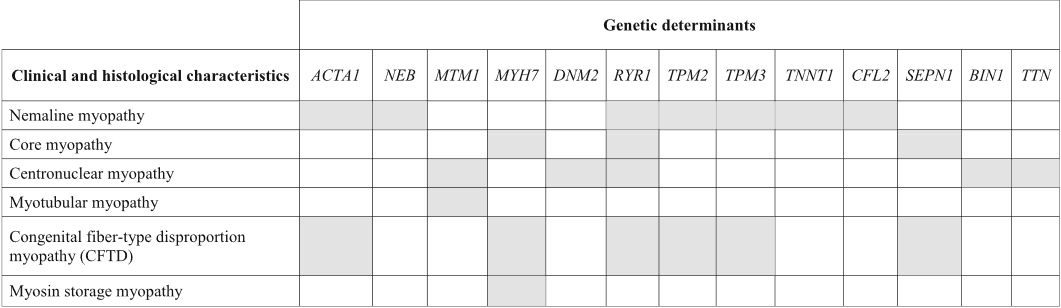 Genetic determinants
Clinical and histological characteristics ACTA1 NEB MTM1 MYH7 DNM2 RYR1 TPM2 TPM3 TNNT1 CFL2 SEPN1 BIN1 TTN
Nemaline myopathy
Core myopathy
Centronuclear myopathy
Myotubular myopathy
Congenital fiber-type disproportion
myopathy (CFTD)
Myosin storage myopathy